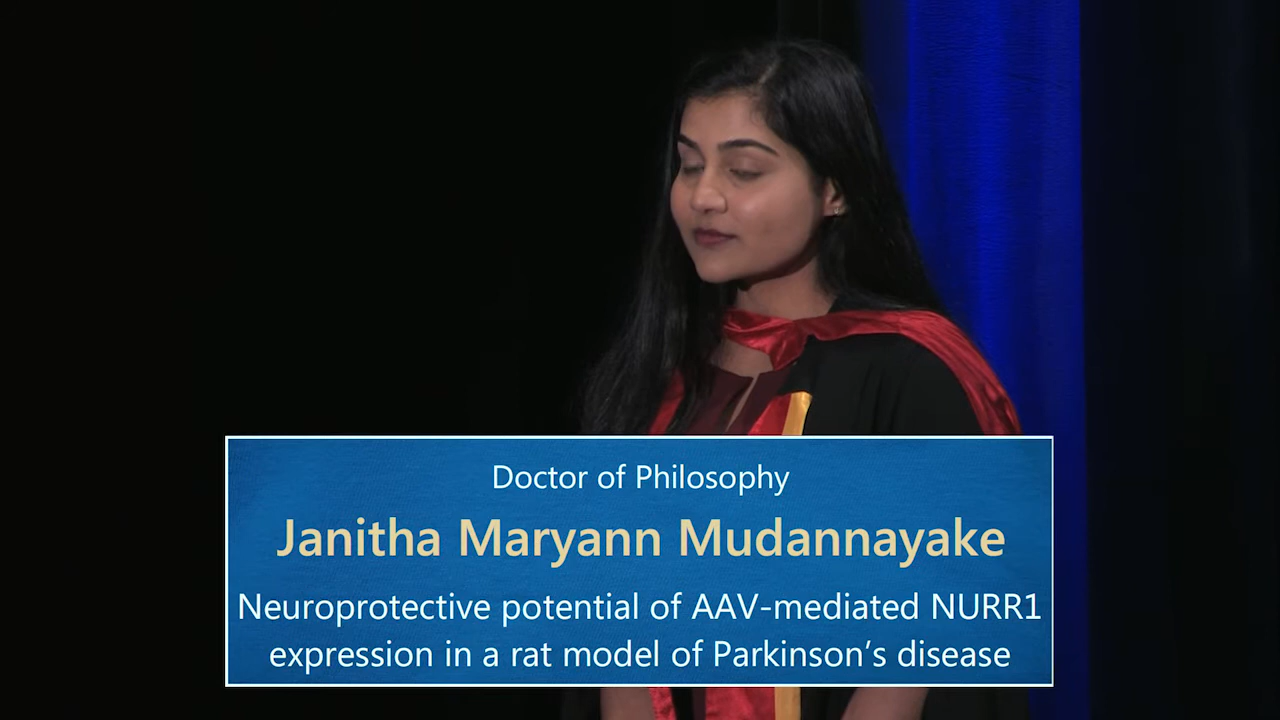 Doctor of Philosophy
Janitha Maryann Mudannayake
Neuroprotective potential of AAV-mediated NURR1
expression in a rat model of Parkinson’s disease